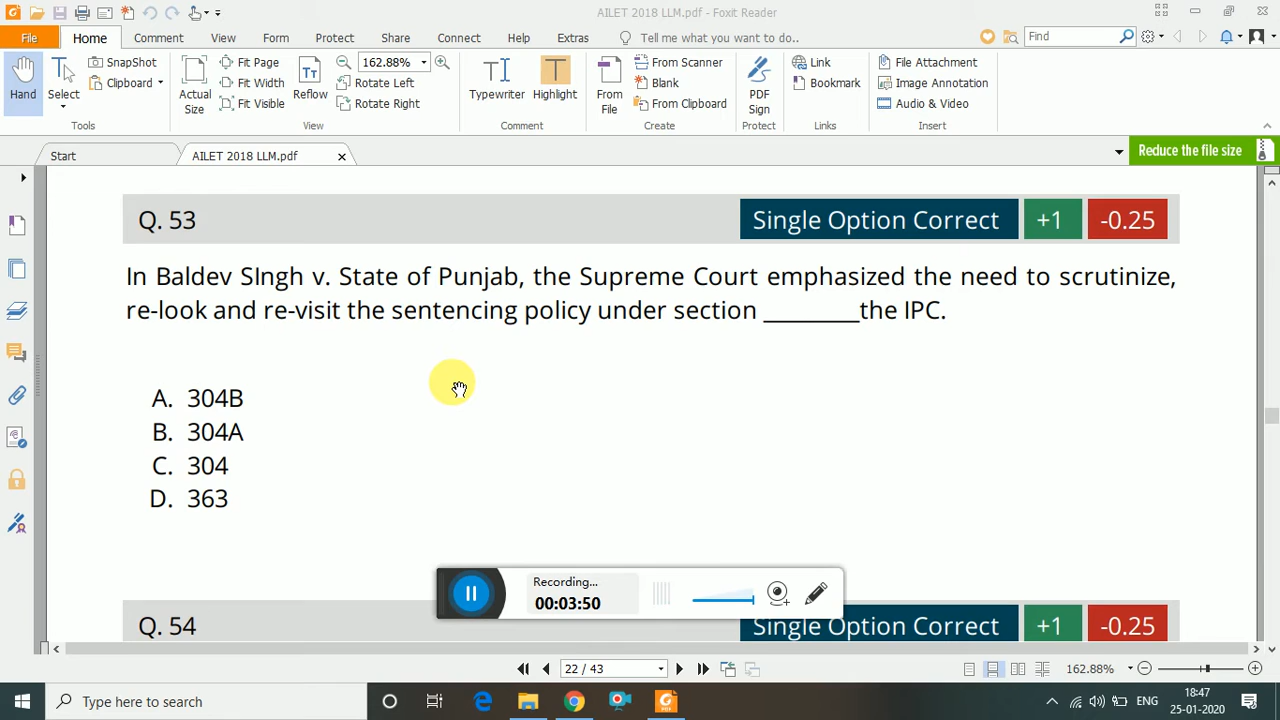 AILET 2018 LLM.pdf - Foxit Reader
File Home Comment View Form Protect Share Connect Help Extras Tell me what you want to do.. Find
Hand
Select
SnapShot
Clipboard
Actual Size
Fit Page
Fit Width
Fit Visible
Reflow
162.88%
Rotate Left
Rotate Right
Typewriter
Highlight
From File
From Scanner
Blank
From Clipboard
PDF Sign
Link
Bookmark
File Attachment
Image Annotation
Audio & Video
Tools View Comment Create Protect Links Insert
Start AILET 2018 LLM.pdf Reduce the file size
Q. 53 Single Option Correct +1 -0.25
In Baldev SIngh v. State of Punjab, the Supreme Court emphasized the need to scrutinize,
re-look and re-visit the sentencing policy under section _________the IPC.
A. 304B
B. 304A
C. 304
D. 363
Recording...
00:03:50
Q. 54 Single Option Correct +1 -0.25
22 / 43 162.88%
Type here to search
ENG
18:47
25-01-2020